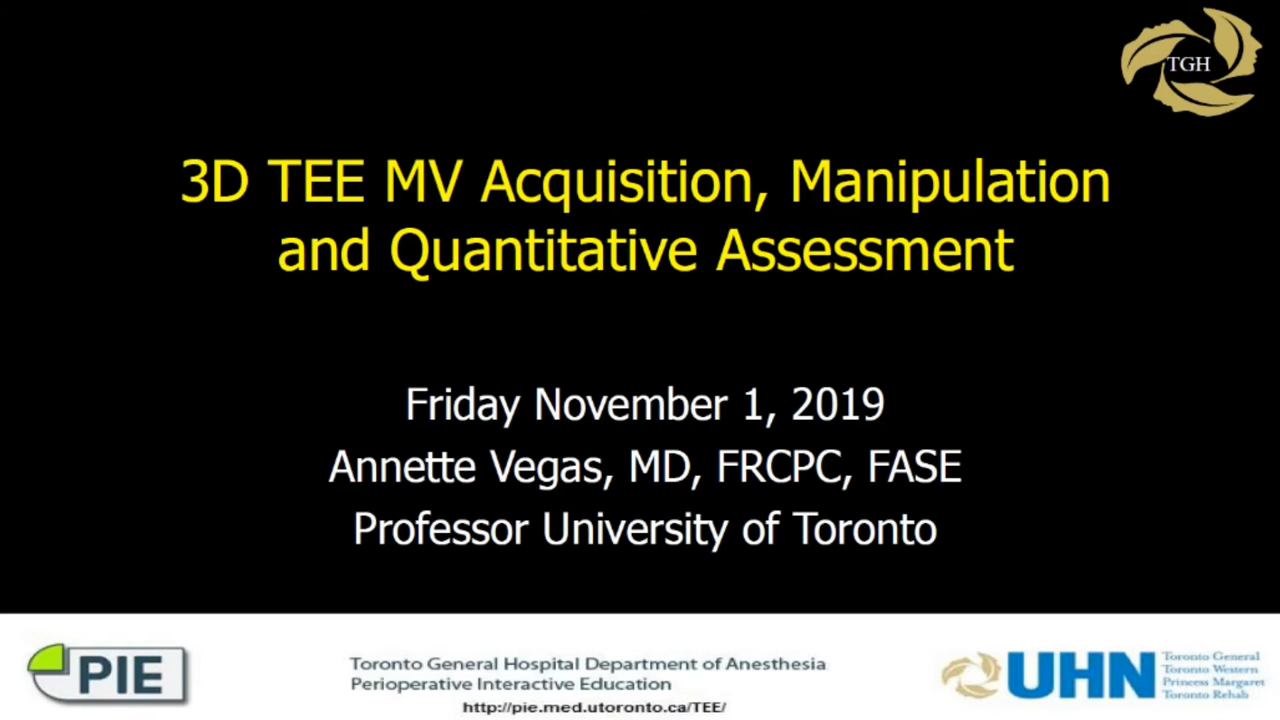 TGH
3D TEE MV Acquisition, Manipulation
and Quantitative Assessment
Friday November 1, 2019
Annette Vegas, MD, FRCPC, FASE
Professor University of Toronto
PIE
Toronto General Hospital Department of Anesthesia
Perioperative Interactive Education
http://pie.med.utoronto.ca/TEE/
UHN
Toronto General
Toronto Western
Princess Margaret
Toronto Rehab